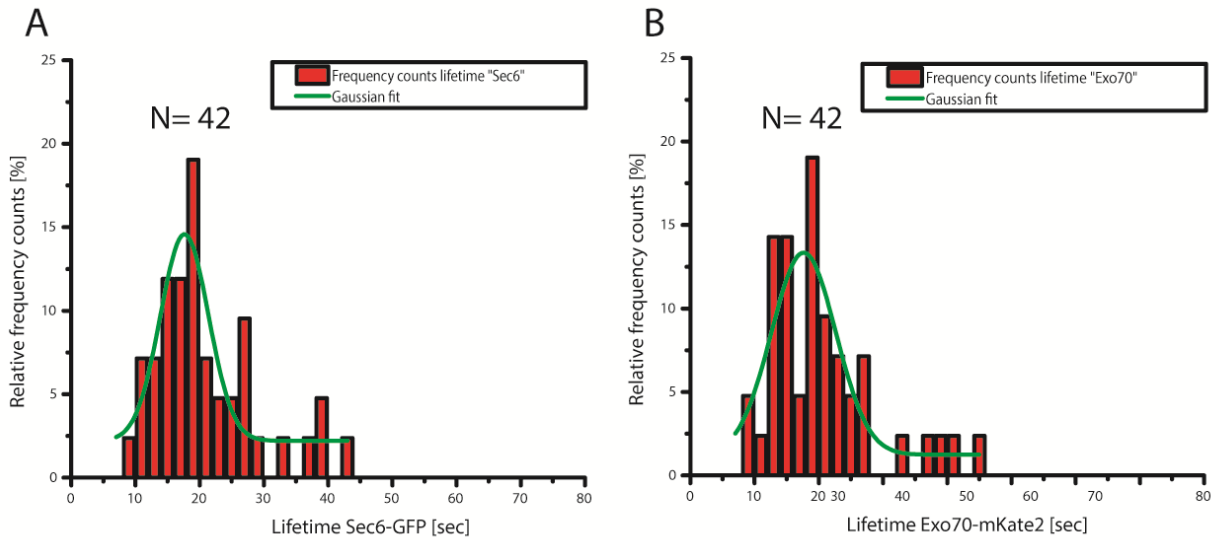 A
25
20
15
10
5
0
Relative frequency counts [%]
Frequency counts lifetime "Sec6"
Gaussian fit
N= 42
0 10 20 30 40 60 60 70 80
Lifetime Sec6-GFP [sec]
B
25
20
15
10
5
0
Relative frequency counts [%]
Frequency counts lifetime "Exo70"
Gaussian fit
N= 42
0 10 20 30 40 50 60 70 80
Lifetime Exo70-mKate2 [sec]